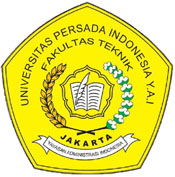 UNIVERSITAS PERSADA INDONESIA Y.A.I
FAKULTAS TEKNIK
JAKARTA
YAYASAN ADMINISTRASI INDONESIA